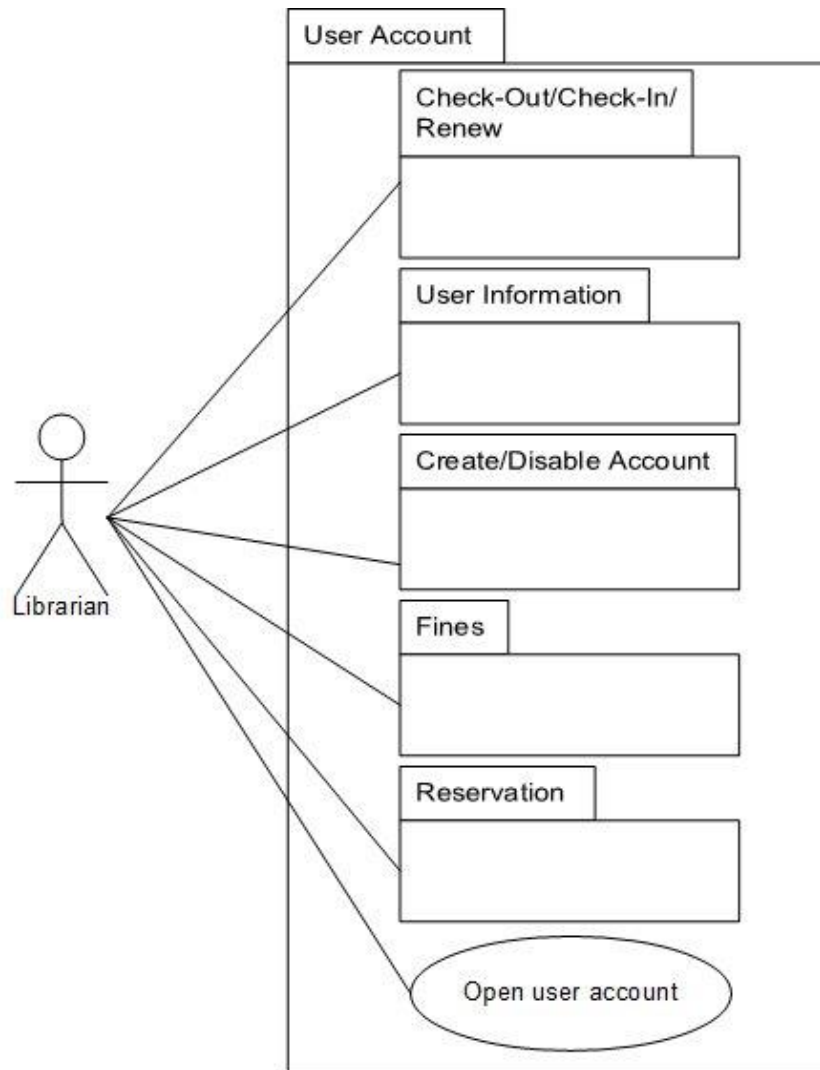 User Account
Check-Out/Check-In/
Renew
User Information
Create/Disable Account
Librarian
Fines
Reservation
Open user account